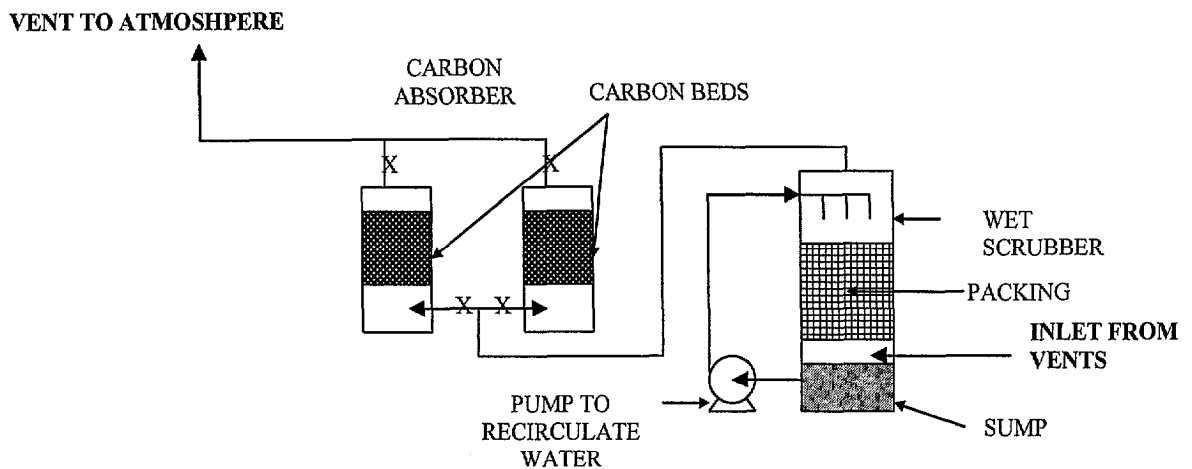 VENT TO ATMOSHPERE
CARBON
ABSORBER
CARBON BEDS
X
X
X X
WET
SCRUBBER
PACKING
INLET FROM
VENTS
PUMP TO
RECIRCULATE
WATER
SUMP